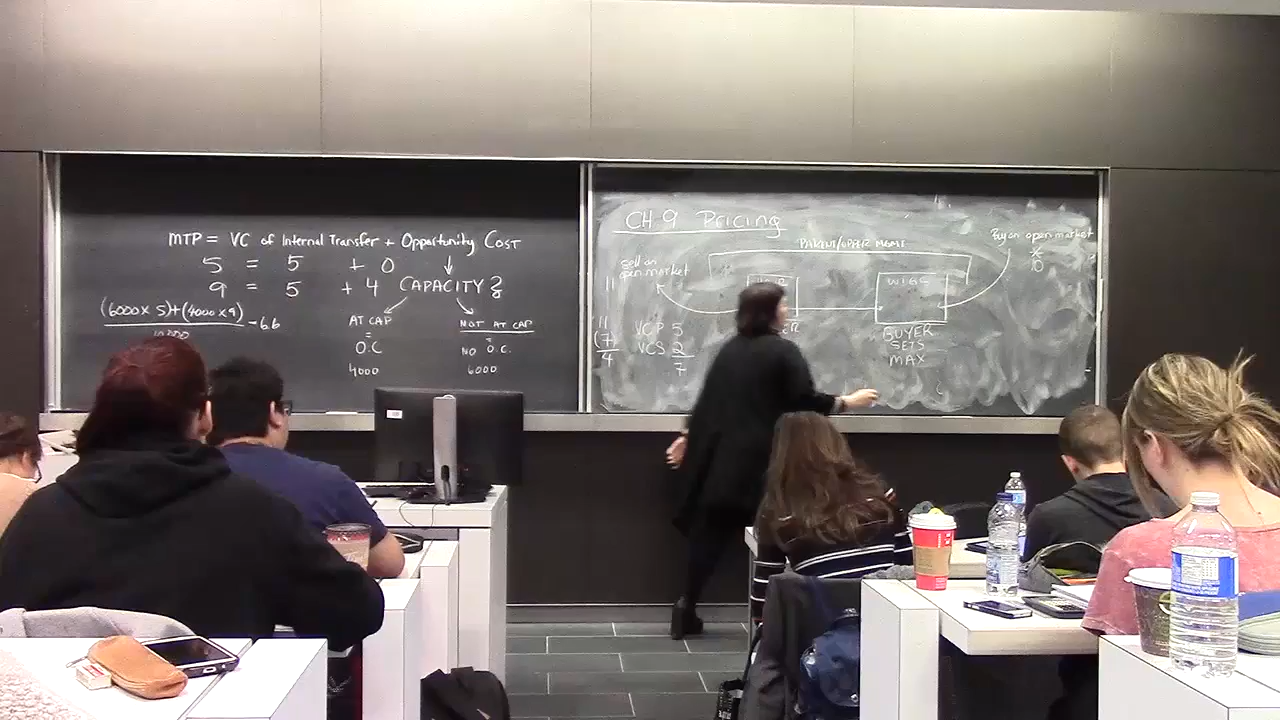 MTP = VC of Internal Transfer + Opportunity Cost
5 = 5 + 0
9 = 5 + 4 CAPACITY?
(6000 x 5) + (4000 x 9) = 6.6
10000
AT CAP
=
O.C
4000
NOT AT CAP
=
NO O.C.
6000
CH.9 Pricing
PARENT/UPPER MGMT
Sell on
open market
11
Buy on open market
10
BUYER
SETS
MAX
11
(7)
4
VCP 5
VCS 2
7